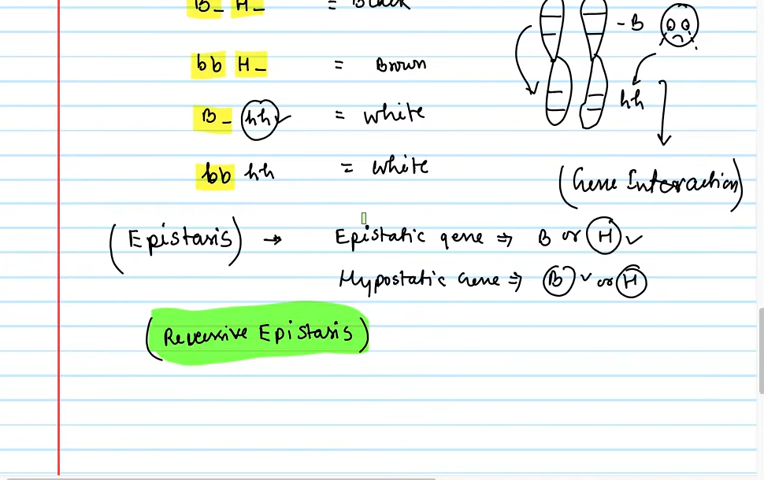 B_ H_ = Black
bb H_ = Brown
B_ hh = white
bb hh = white
- B
hh
(Gene Interaction)
(Epistasis) → Epistatic gene ⇒ B or H ✓
Hypostatic Gene ⇒ B ✓ or H
(Recessive Epistasis)